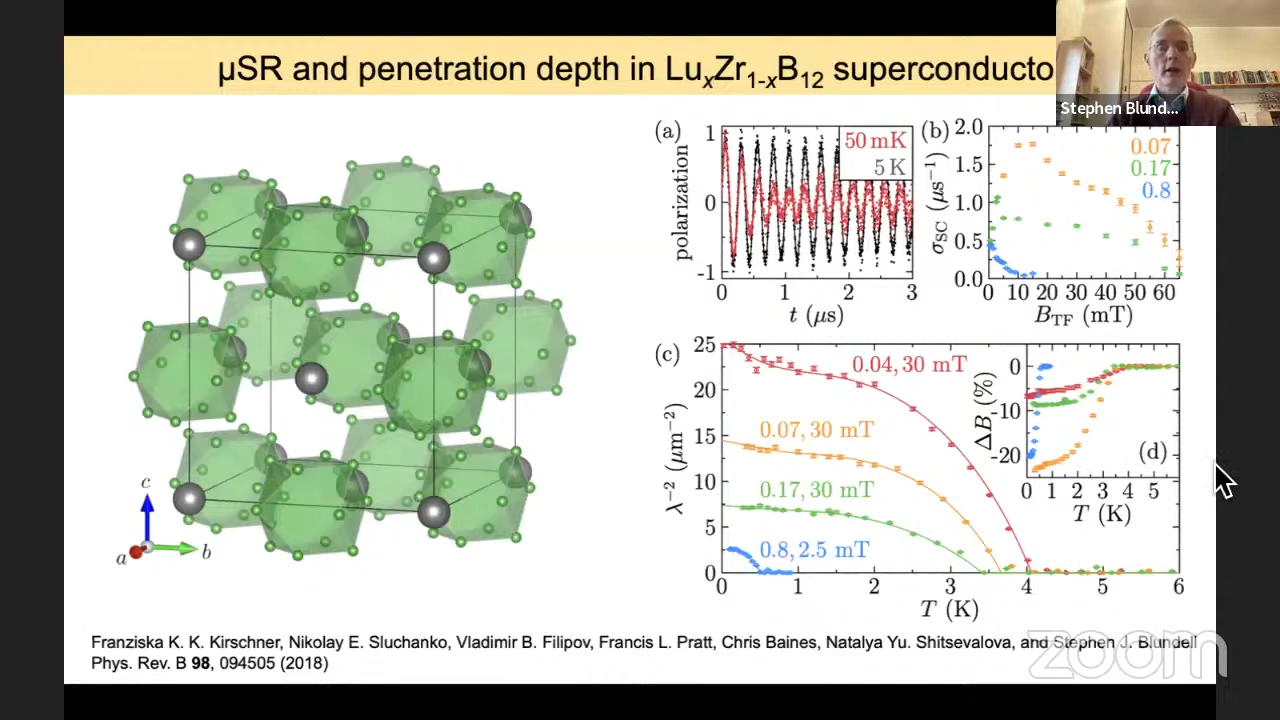 μSR and penetration depth in LuxZr1-xB12 superconducto
Stephen Blund...
(a)
1
0
-1
polarization
50 mK
5 K
0 1 2 3
t (μs)
(b)
2.0
1.5
1.0
0.5
0.0
σSC (μs⁻¹)
0.07
0.17
0.8
0 10 20 30 40 50 60
BTF (mT)
(c)
25
20
15
10
5
0
λ⁻² (μm⁻²)
0.04, 30 mT
0.07, 30 mT
0.17, 30 mT
0.8, 2.5 mT
0 1 2 3 4 5 6
T (K)
0
-10
-20
ΔB (%)
(d)
0 1 2 3 4 5
T (K)
c
a
b
Franziska K. K. Kirschner, Nikolay E. Sluchanko, Vladimir B. Filipov, Francis L. Pratt, Chris Baines, Natalya Yu. Shitsevalova, and Stephen J. Blundell
Phys. Rev. B 98, 094505 (2018)
zoom